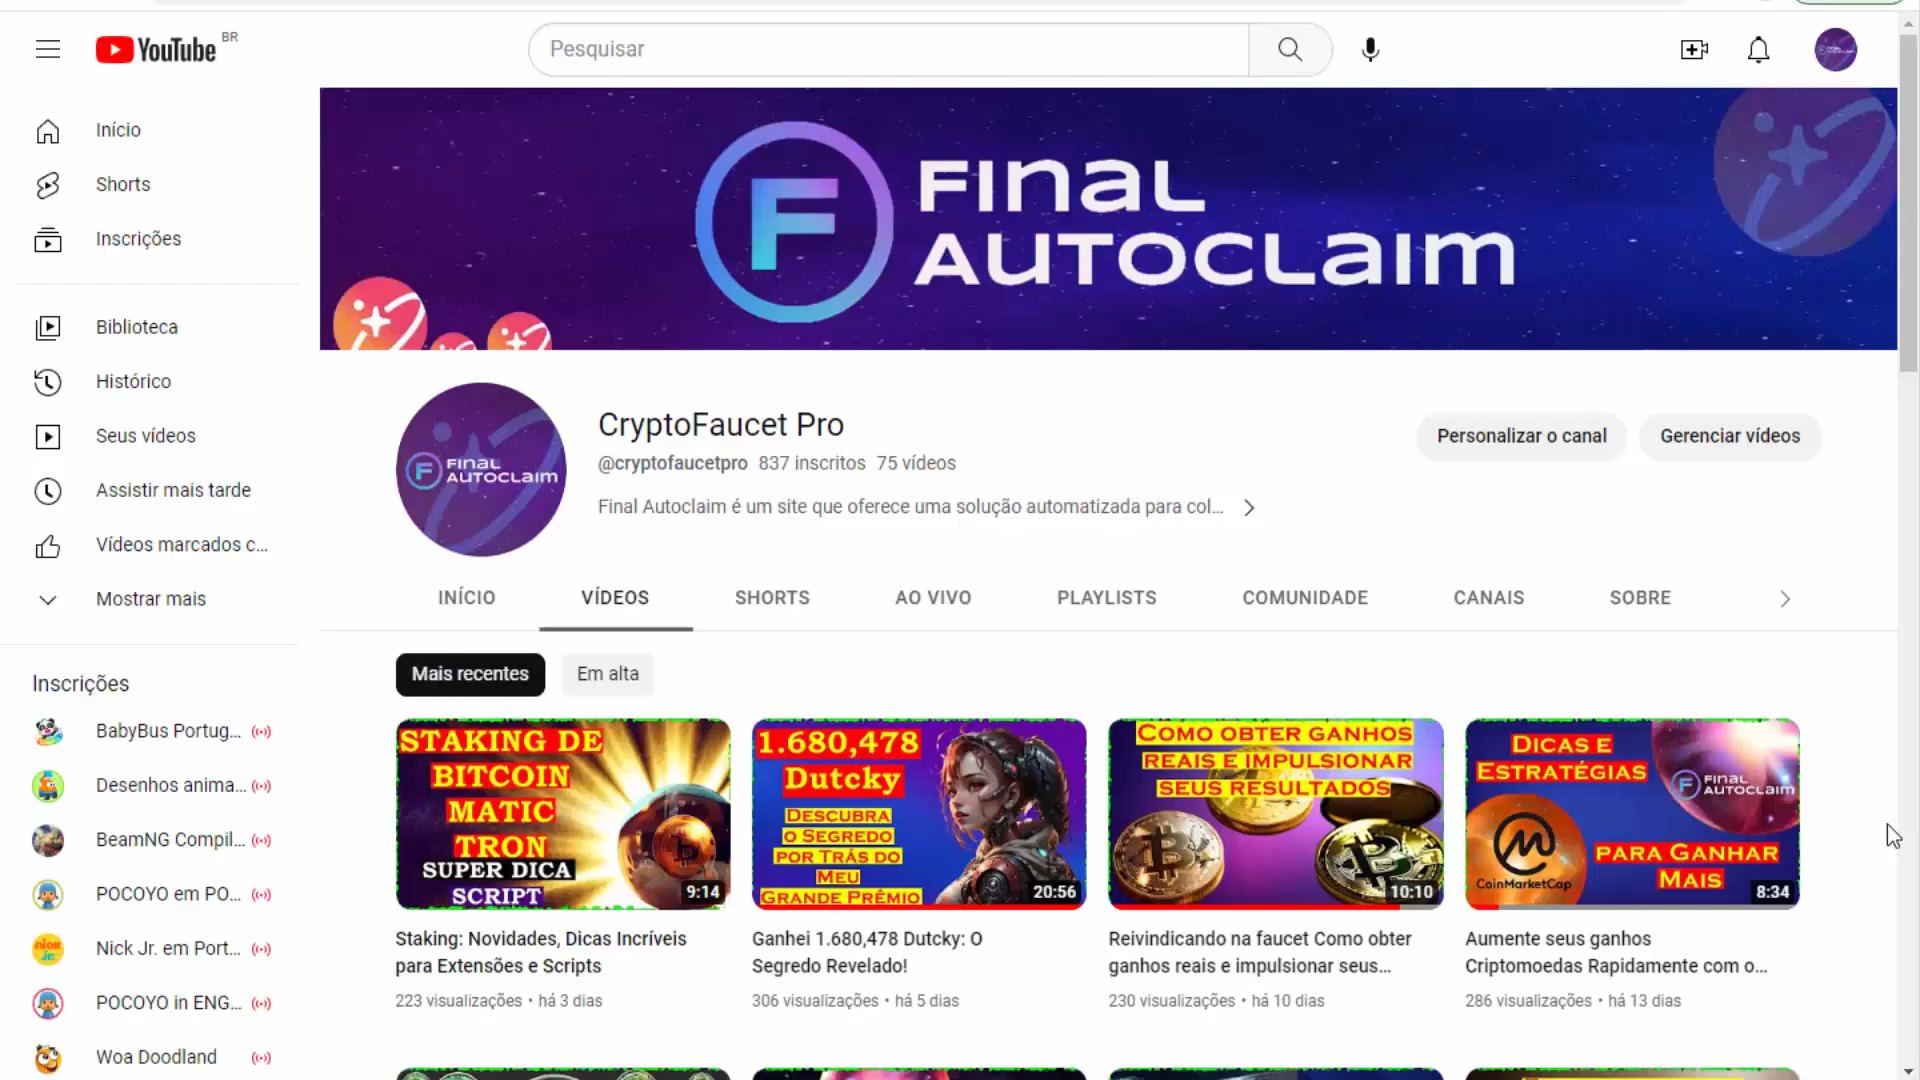 YouTube BR
Pesquisar
Início
Shorts
Inscrições
Biblioteca
Histórico
Seus vídeos
Assistir mais tarde
Vídeos marcados c...
Mostrar mais
Inscrições
BabyBus Portug...
Desenhos anima...
BeamNG Compil...
POCOYO em PO...
Nick Jr. em Port...
POCOYO in ENG...
Woa Doodland
F FINAL
AUTOCLAIM
F FINAL
AUTOCLAIM
CryptoFaucet Pro
@cryptofaucetpro 837 inscritos 75 vídeos
Final Autoclaim é um site que oferece uma solução automatizada para col...
Personalizar o canal
Gerenciar vídeos
INÍCIO
VÍDEOS
SHORTS
AO VIVO
PLAYLISTS
COMUNIDADE
CANAIS
SOBRE
Mais recentes
Em alta
STAKING DE
BITCOIN
MATIC
TRON
SUPER DICA
SCRIPT
9:14
Staking: Novidades, Dicas Incríveis
para Extensões e Scripts
223 visualizações • há 3 dias
1.680,478
Dutcky
DESCUBRA
O SEGREDO
POR TRÁS DO
MEU
GRANDE PRÊMIO
20:56
Ganhei 1.680,478 Dutcky: O
Segredo Revelado!
306 visualizações • há 5 dias
COMO OBTER GANHOS
REAIS E IMPULSIONAR
SEUS RESULTADOS
10:10
Reivindicando na faucet Como obter
ganhos reais e impulsionar seus...
230 visualizações • há 10 dias
DICAS E
ESTRATÉGIAS
F FINAL
AUTOCLAIM
CoinMarketCap
PARA GANHAR
MAIS
8:34
Aumente seus ganhos
Criptomoedas Rapidamente com o...
286 visualizações • há 13 dias